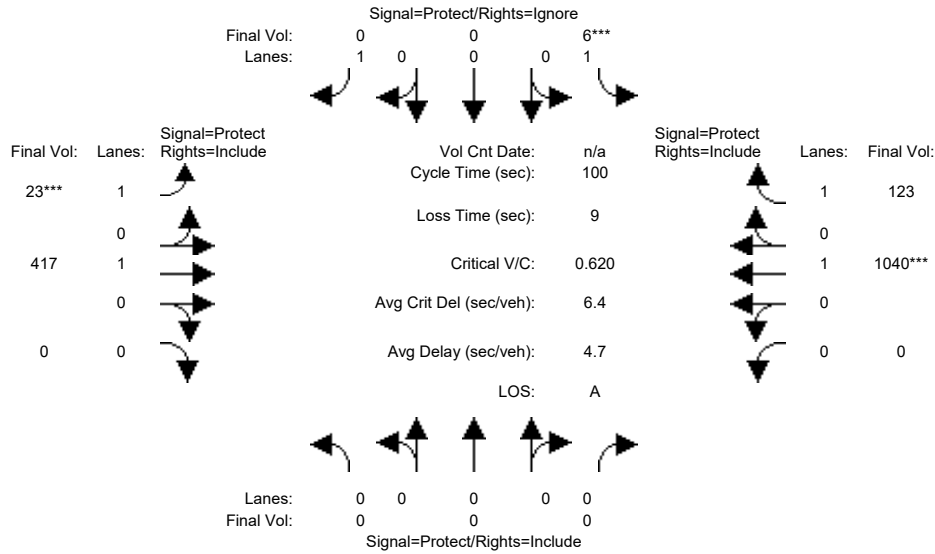 Signal=Protect/Rights=Ignore
Final Vol: 0 0 6***
Lanes: 1 0 0 0 1
Signal=Protect Signal=Protect
Final Vol: Lanes: Rights=Include Vol Cnt Date: n/a Rights=Include Lanes: Final Vol:
Cycle Time (sec): 100
23*** 1 1 123
Loss Time (sec): 9
0 0
417 1 Critical V/C: 0.620 1 1040***
0 Avg Crit Del (sec/veh): 6.4 0
0 0 Avg Delay (sec/veh): 4.7 0 0
LOS: A
Lanes: 0 0 0 0 0
Final Vol: 0 0 0
Signal=Protect/Rights=Include